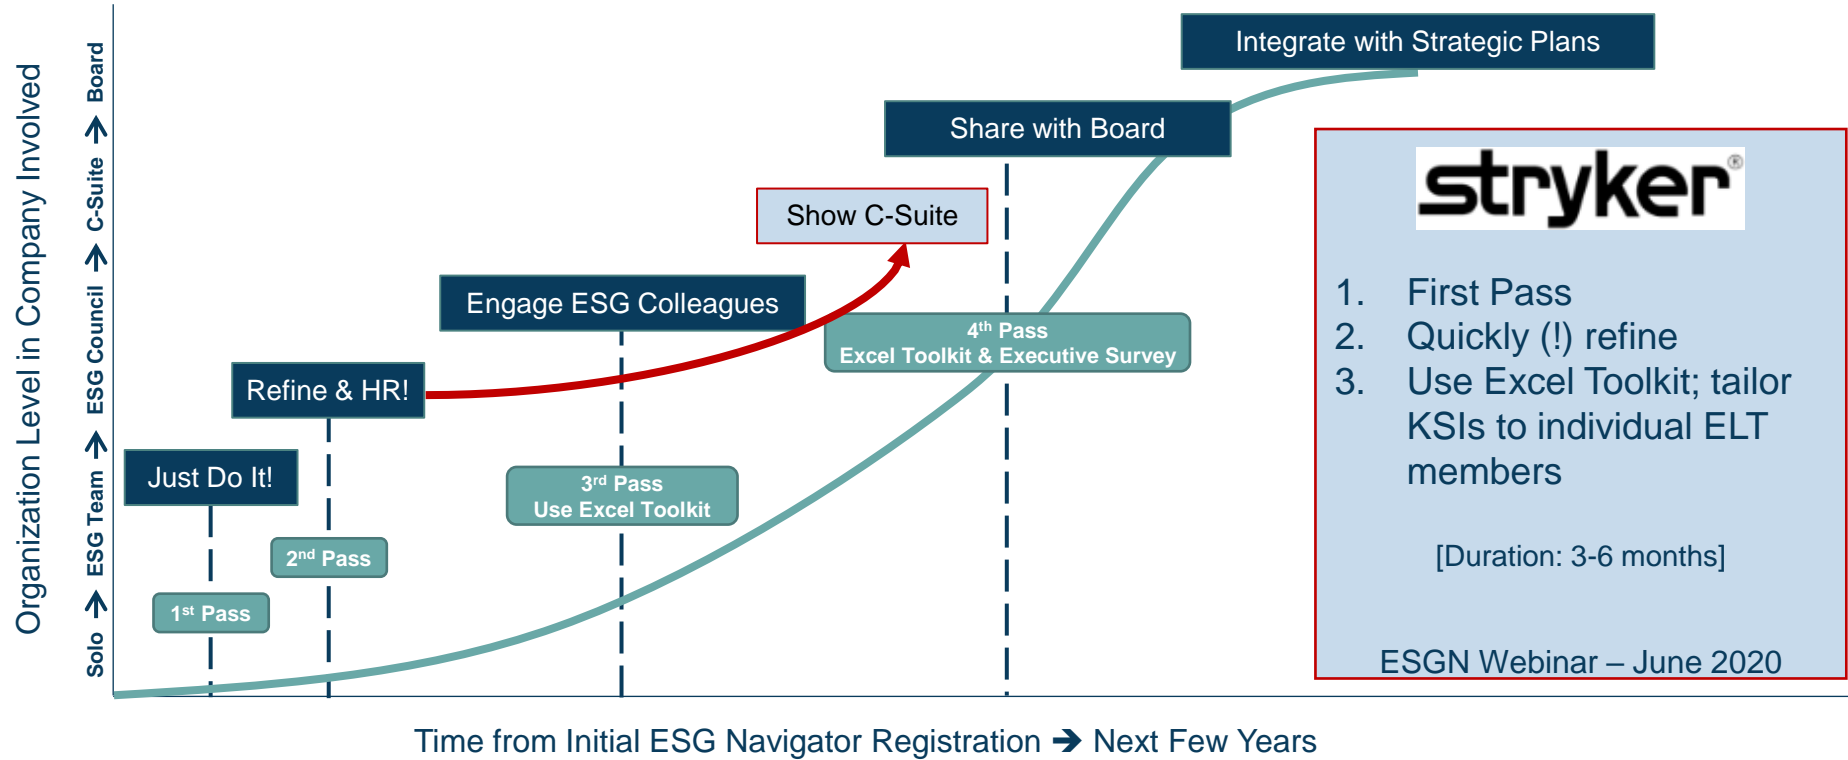 Organization Level in Company Involved
Solo → ESG Team → ESG Council → C-Suite → Board
Integrate with Strategic Plans
Share with Board
Show C-Suite
Engage ESG Colleagues
Refine & HR!
Just Do It!
4th Pass
Excel Toolkit & Executive Survey
3rd Pass
Use Excel Toolkit
2nd Pass
1st Pass
stryker®
1. First Pass
2. Quickly (!) refine
3. Use Excel Toolkit; tailor
KSIs to individual ELT
members
[Duration: 3-6 months]
ESGN Webinar – June 2020
Time from Initial ESG Navigator Registration → Next Few Years